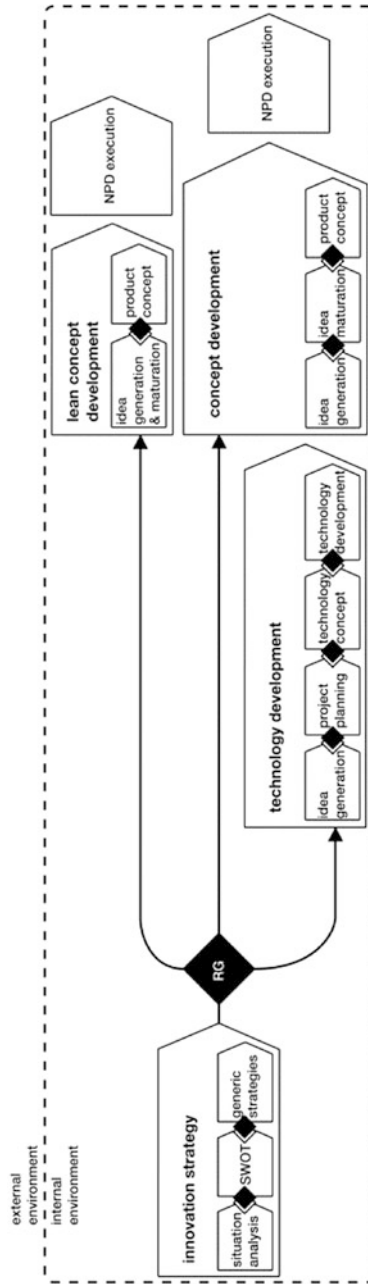 external
environment
internal
environment
innovation strategy
situation
analysis
SWOT
generic
strategies
RG
lean concept
development
idea
generation
& maturation
product
concept
NPD execution
concept development
idea
generation
idea
maturation
product
concept
NPD execution
technology development
idea
generation
project
planning
technology
concept
technology
development